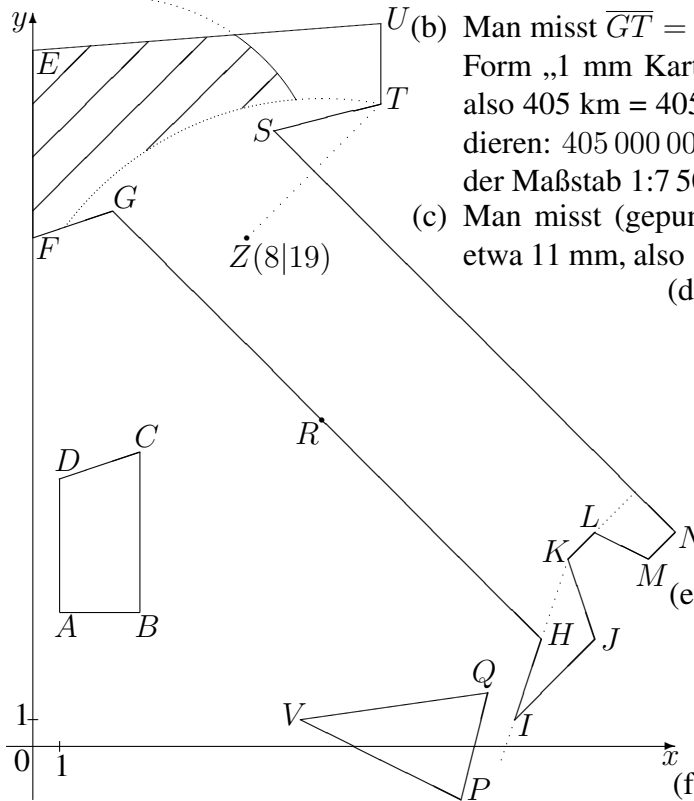 y
U
E
T
S
G
F
Z(8|19)
R
C
D
A
B
L
N
K
M
H
J
Q
V
I
P
1
0
1
x
(b) Man misst GT =
Form „1 mm Kart
also 405 km = 405
dieren: 405 000 00
der Maßstab 1:7 50
(c) Man misst (gepun
etwa 11 mm, also
(d
(e
(f